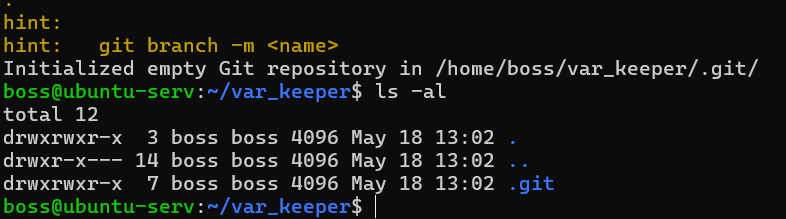 .
hint:
hint:   git branch -m <name>
Initialized empty Git repository in /home/boss/var_keeper/.git/
boss@ubuntu-serv:~/var_keeper$ ls -al
total 12
drwxrwxr-x  3 boss boss 4096 May 18 13:02 .
drwxr-x--- 14 boss boss 4096 May 18 13:02 ..
drwxrwxr-x  7 boss boss 4096 May 18 13:02 .git
boss@ubuntu-serv:~/var_keeper$